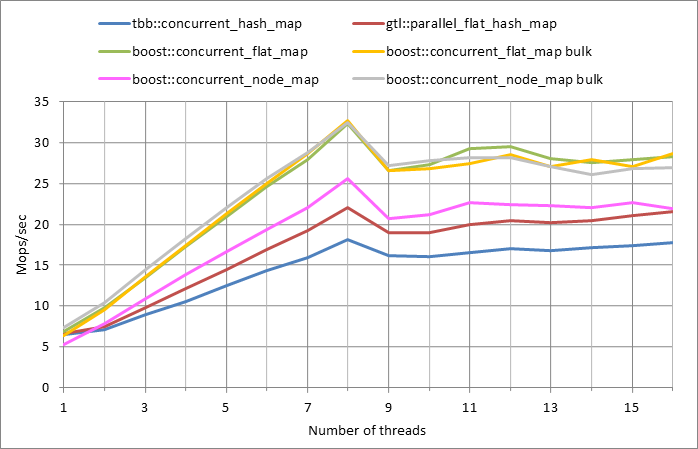 tbb::concurrent_hash_map
gtl::parallel_flat_hash_map
boost::concurrent_flat_map
boost::concurrent_flat_map bulk
boost::concurrent_node_map
boost::concurrent_node_map bulk
35
30
25
20
15
10
5
0
Mops/sec
1 3 5 7 9 11 13 15
Number of threads